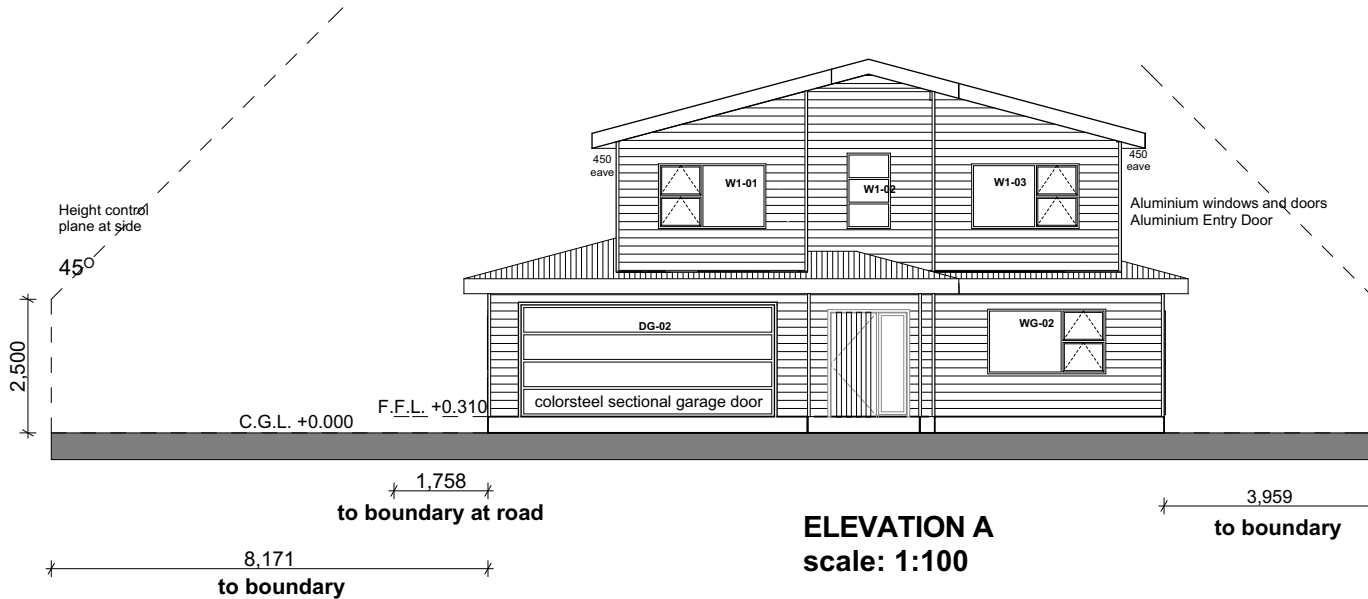 450
eave
W1-01
W1-02
W1-03
450
eave
Height control
plane at side
45O
Aluminium windows and doors
Aluminium Entry Door
2,500
DG-02
WG-02
colorsteel sectional garage door
F.F.L. +0.310
C.G.L. +0.000
1,758
to boundary at road
8,171
to boundary
ELEVATION A
scale: 1:100
3,959
to boundary